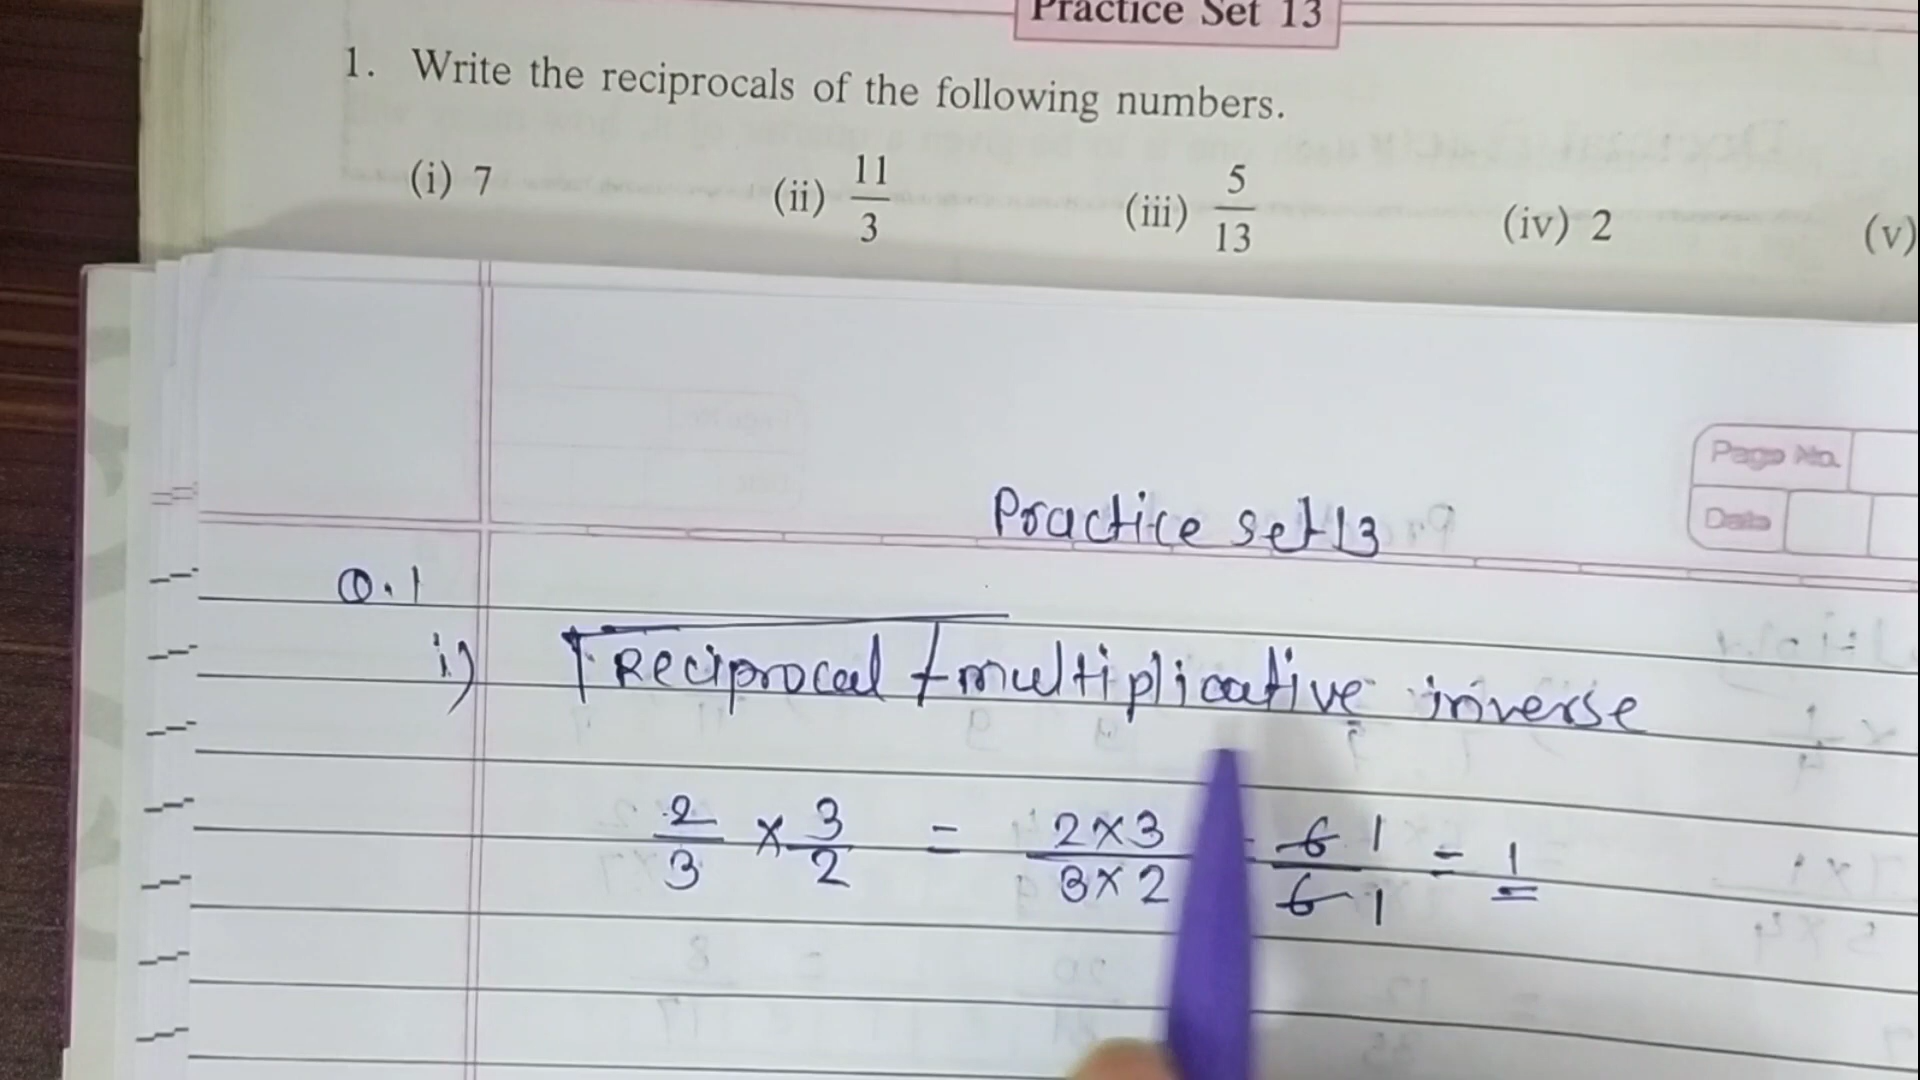 Practice Set 13
1. Write the reciprocals of the following numbers.
(i) 7 (ii) 11/3 (iii) 5/13 (iv) 2 (v)
Page No.
Date
Practice set 13
Q.1
i) Reciprocal / multiplicative inverse
2/3 × 3/2 = 2×3/3×2 = 6 1/6 1 = 1